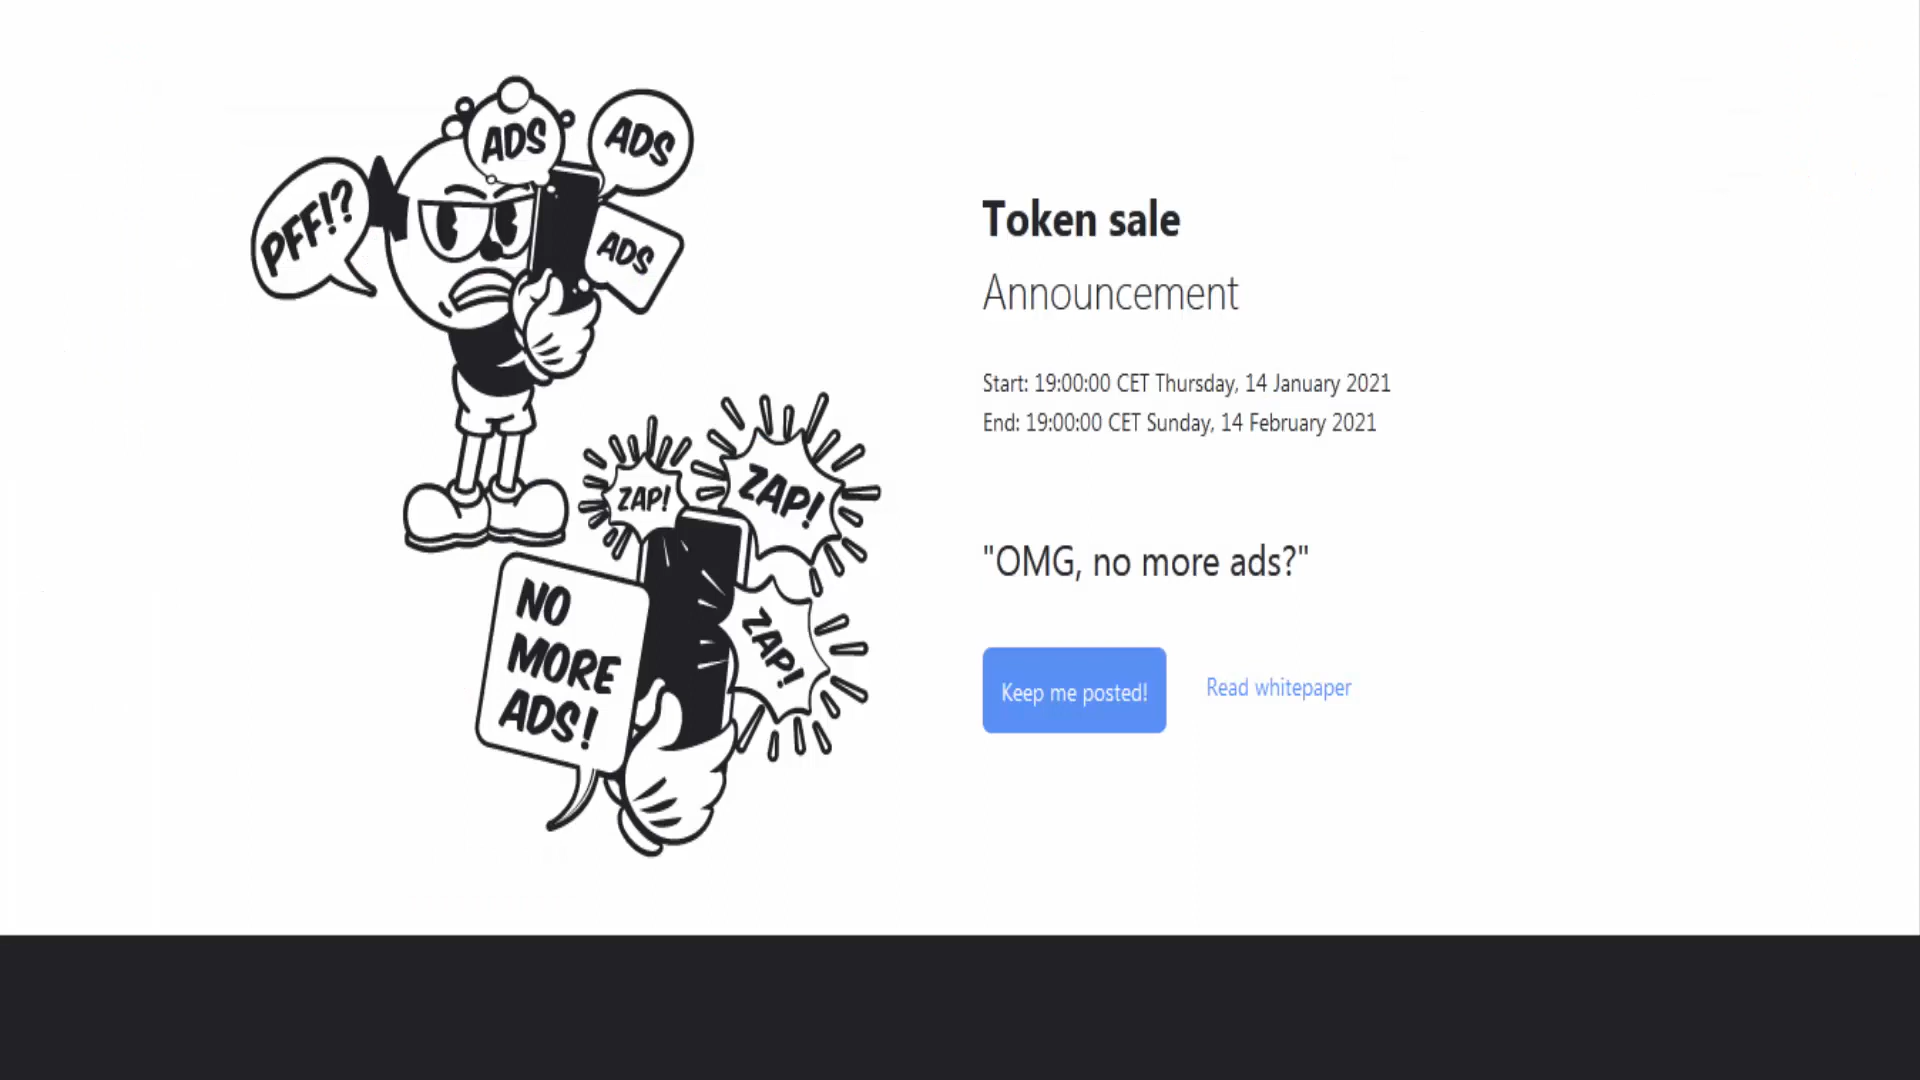 ADS
ADS
PFF!?
ADS
ZAP!
ZAP!
NO
MORE
ADS!
ZAP!
Token sale
Announcement
Start: 19:00:00 CET Thursday, 14 January 2021
End: 19:00:00 CET Sunday, 14 February 2021
"OMG, no more ads?"
Keep me posted!
Read whitepaper